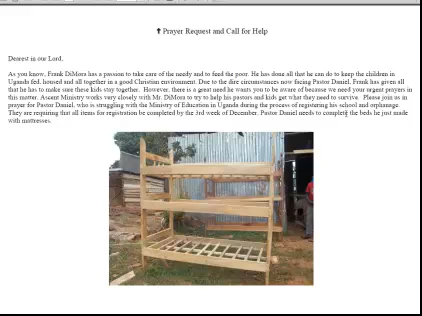 ✝ Prayer Request and Call for Help
Dearest in our Lord,
As you know, Frank DiMora has a passion to take care of the needy and to feed the poor. He has done all that he can do to keep the children in
Uganda fed, housed and all together in a good Christian environment. Due to the dire circumstances now facing Pastor Daniel, Frank has given all
that he has to make sure these kids stay together.  However, there is a great need he wants you to be aware of because we need your urgent prayers in
this matter. Ascent Ministry works very closely with Mr. DiMora to try to help his pastors and kids get what they need to survive.  Please join us in
prayer for Pastor Daniel, who is struggling with the Ministry of Education in Uganda during the process of registering his school and orphanage.
They are requiring that all items for registration be completed by the 3rd week of December. Pastor Daniel needs to complete the beds he just made
with mattresses.